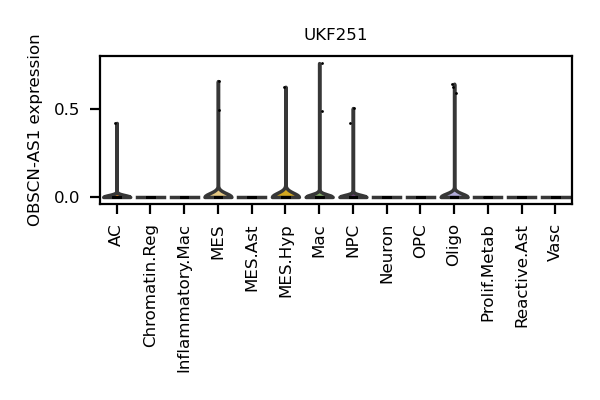 UKF251
OBSCN-AS1 expression
0.5
0.0
AC
Chromatin.Reg
Inflammatory.Mac
MES
MES.Ast
MES.Hyp
Mac
NPC
Neuron
OPC
Oligo
Prolif.Metab
Reactive.Ast
Vasc